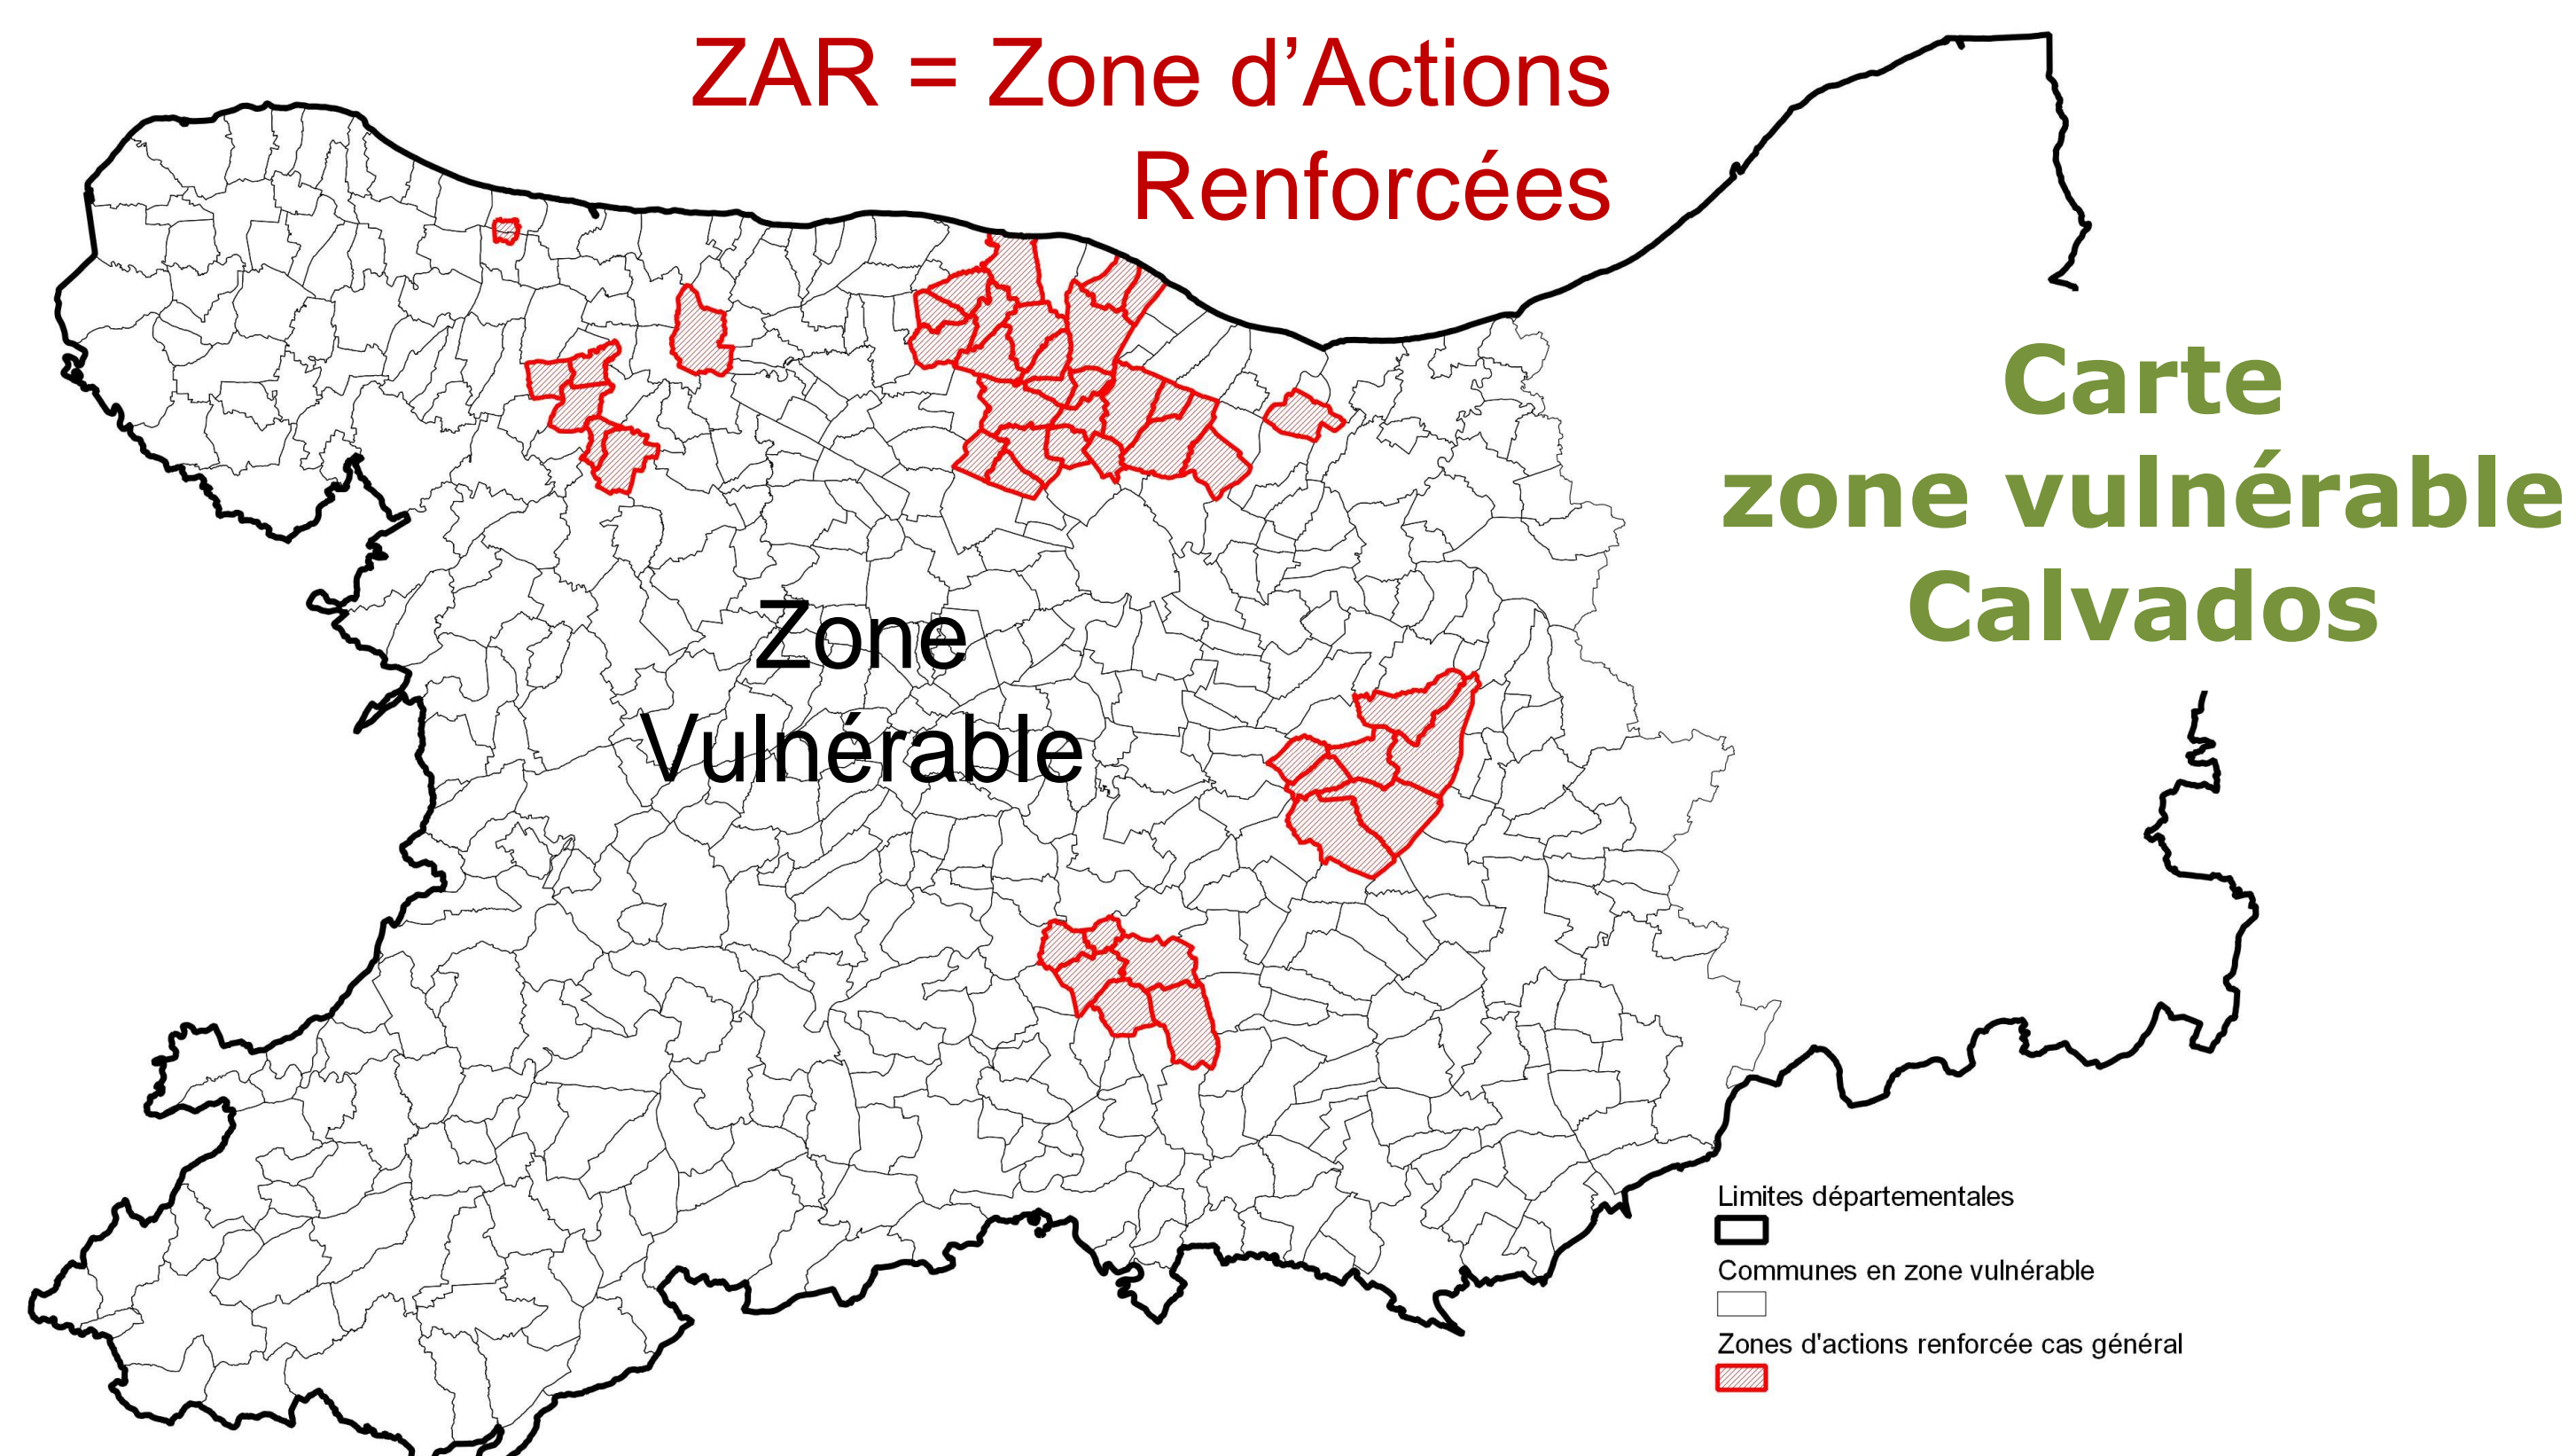 ZAR = Zone d’Actions
Renforcées
Carte
zone vulnérable
Calvados
Zone
Vulnérable
Limites départementales
Communes en zone vulnérable
Zones d'actions renforcée cas général